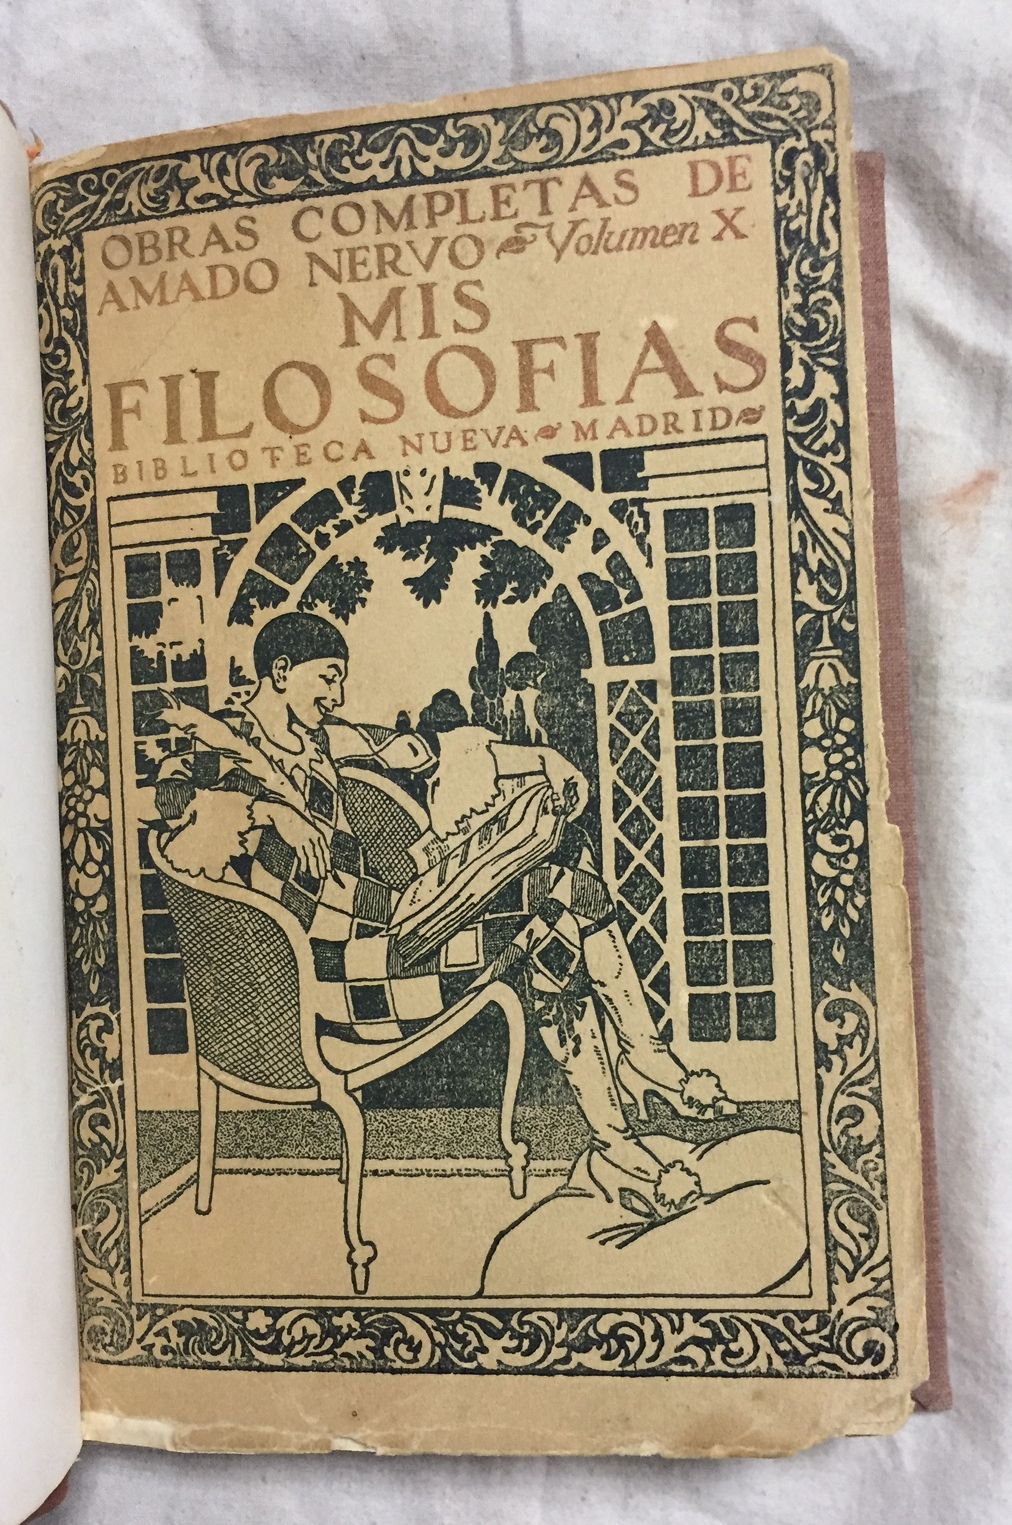 OBRAS COMPLETAS DE
AMADO NERVO Volumen X
MIS
FILOSOFIAS
BIBLIOTECA NUEVA MADRID